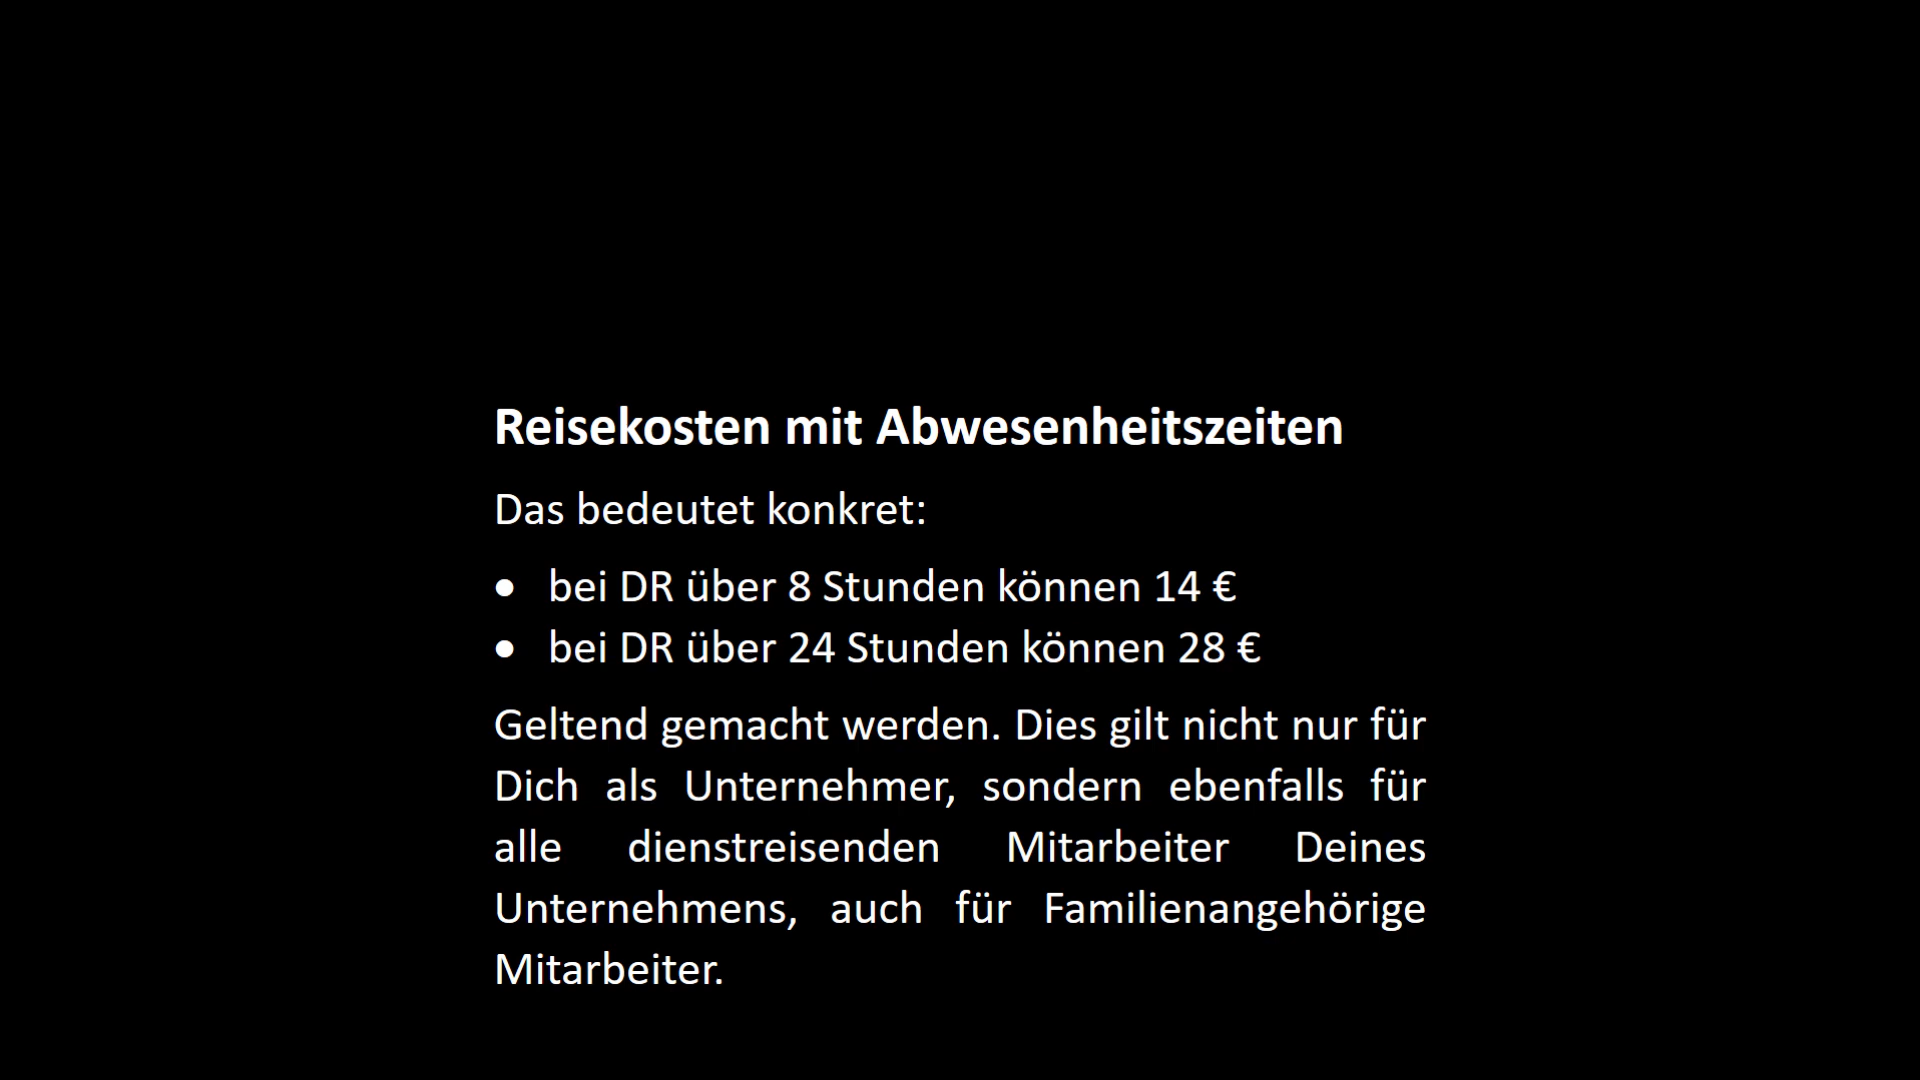 Reisekosten mit Abwesenheitszeiten
Das bedeutet konkret:
• bei DR über 8 Stunden können 14 €
• bei DR über 24 Stunden können 28 €
Geltend gemacht werden. Dies gilt nicht nur für
Dich als Unternehmer, sondern ebenfalls für
alle dienstreisenden Mitarbeiter Deines
Unternehmens, auch für Familienangehörige
Mitarbeiter.